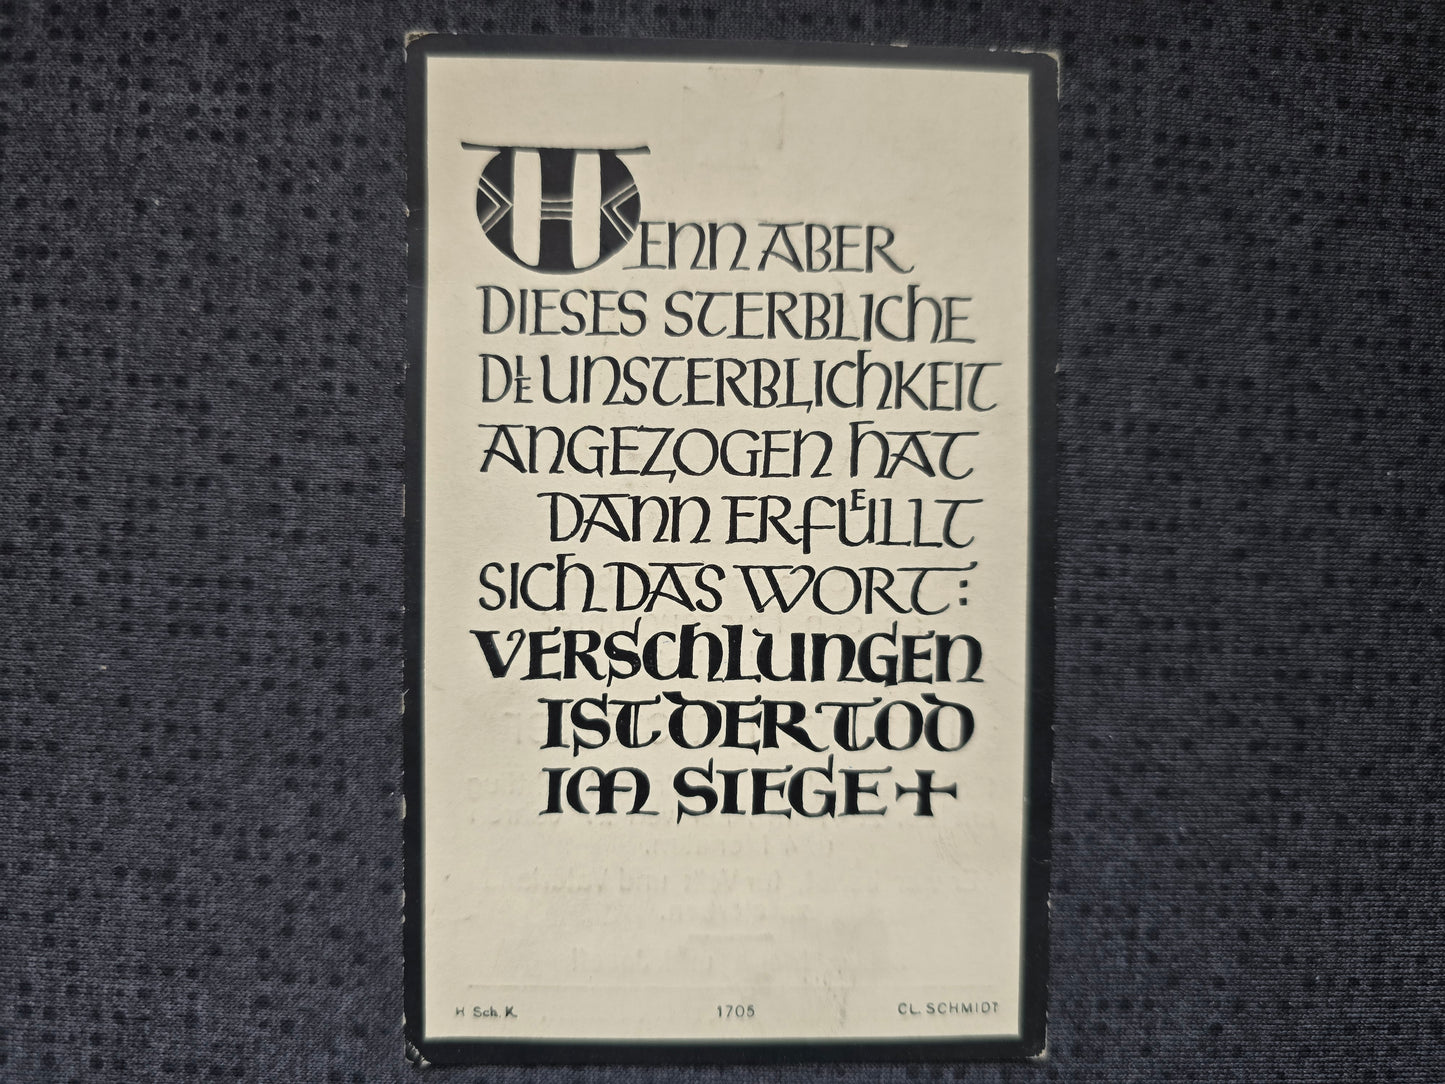 WENN ABER
DIESES STERBLICHE
DIE UNSTERBLICHKEIT
ANGEZOGEN HAT
DANN ERFUELLT
SICH DAS WORT:
VERSCHLUNGEN
IST DER TOD
IM SIEGE +
H Sch. K. 1705 CL. SCHMIDT